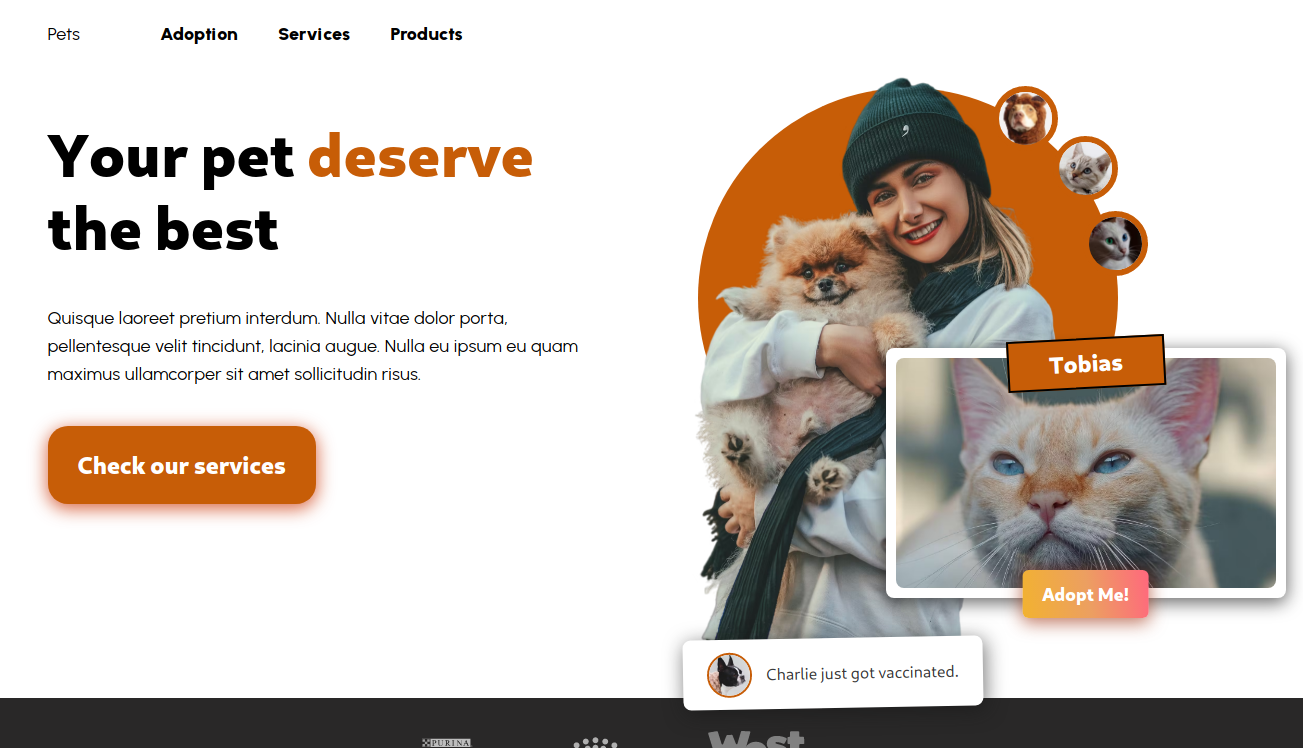 Pets
Adoption Services Products
Your pet deserve
the best
Quisque laoreet pretium interdum. Nulla vitae dolor porta,
pellentesque velit tincidunt, lacinia augue. Nulla eu ipsum eu quam
maximus ullamcorper sit amet sollicitudin risus.
Check our services
Tobias
Adopt Me!
Charlie just got vaccinated.
PURINA
West